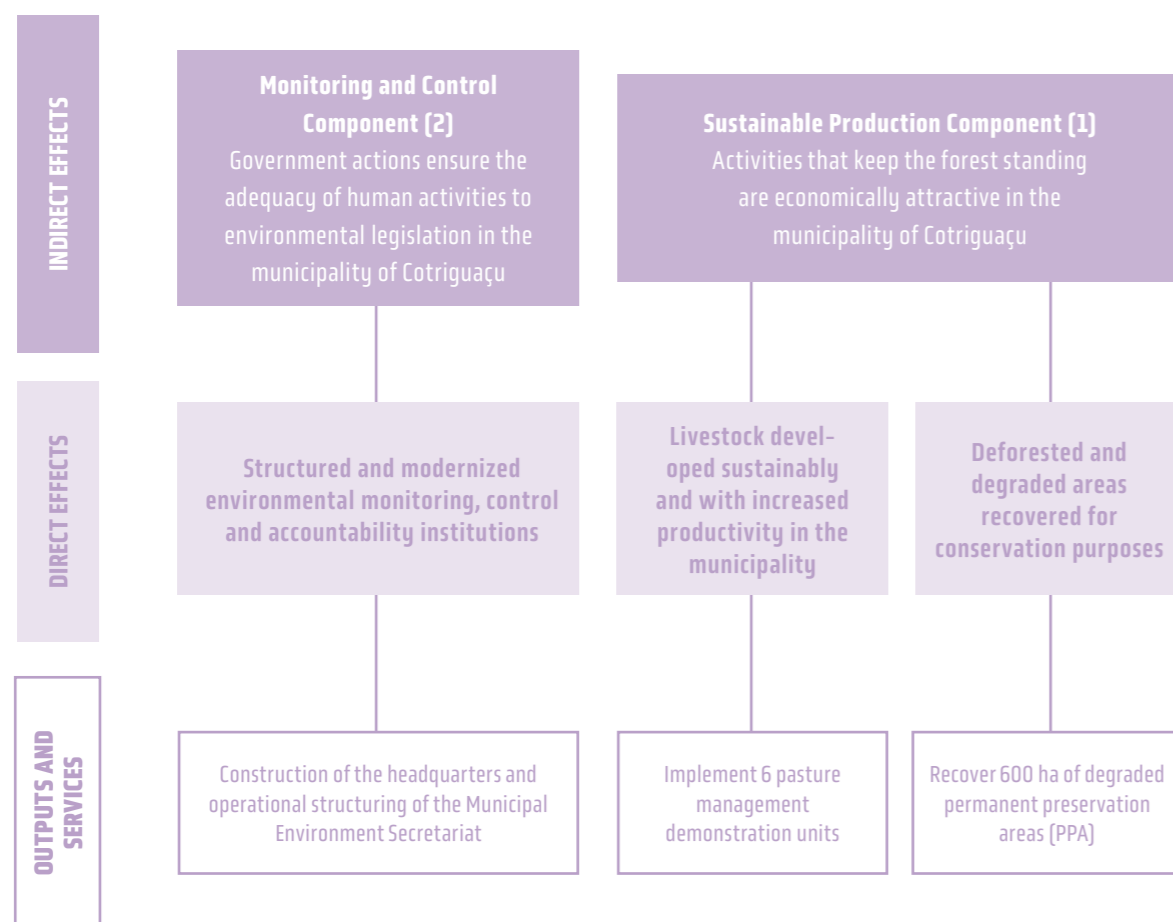 INDIRECT EFFECTS
Monitoring and Control
Component (2)
Government actions ensure the
adequacy of human activities to
environmental legislation in the
municipality of Cotriguaçu
Sustainable Production Component (1)
Activities that keep the forest standing
are economically attractive in the
municipality of Cotriguaçu
DIRECT EFFECTS
Structured and modernized
environmental monitoring, control
and accountability institutions
Livestock devel-
oped sustainably
and with increased
productivity in the
municipality
Deforested and
degraded areas
recovered for
conservation purposes
OUTPUTS AND
SERVICES
Construction of the headquarters and
operational structuring of the Municipal
Environment Secretariat
Implement 6 pasture
management
demonstration units
Recover 600 ha of degraded
permanent preservation
areas (PPA)